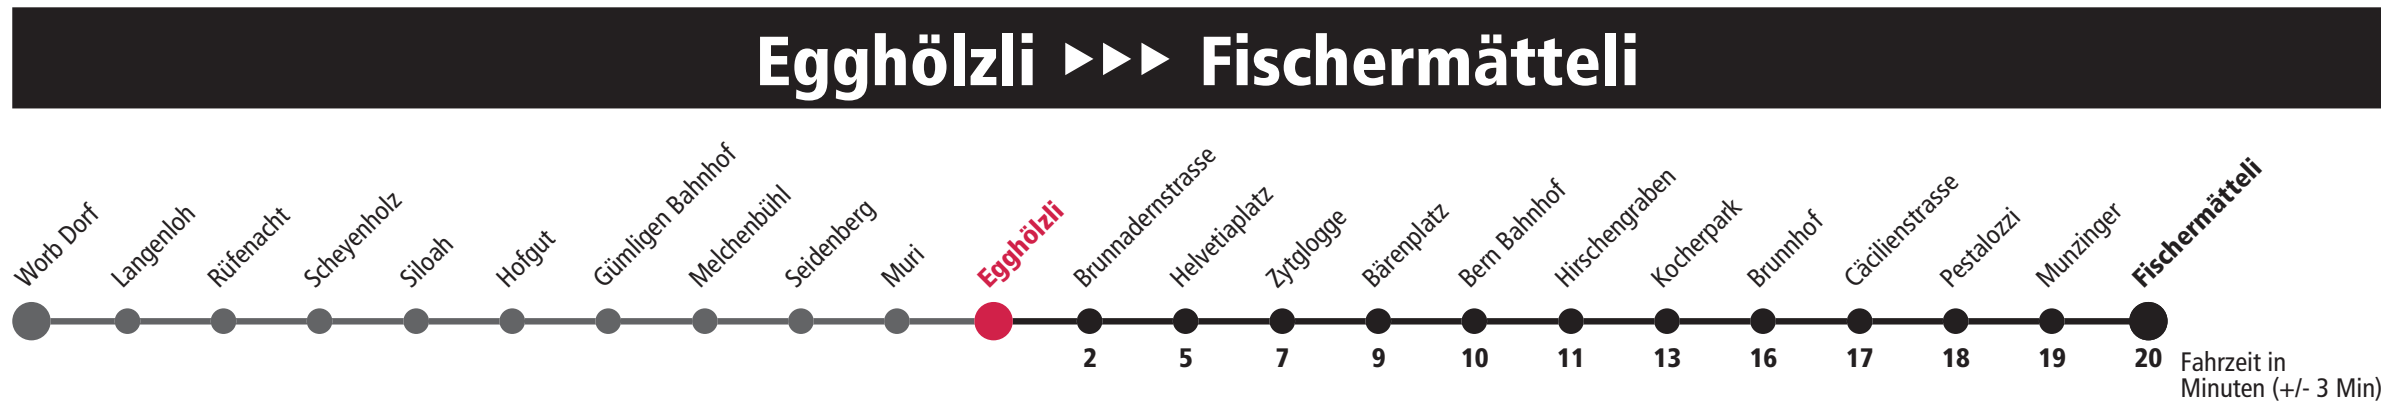 Egghölzli ▶▶▶ Fischermätteli
Worb Dorf
Langenloh
Rüfenacht
Scheyenholz
Siloah
Hofgut
Gümligen Bahnhof
Melchenbühl
Seidenberg
Muri
Egghölzli
Brunnadernstrasse
Helvetiaplatz
Zytglogge
Bärenplatz
Bern Bahnhof
Hirschengraben
Kocherpark
Brunnhof
Cäcilienstrasse
Pestalozzi
Munzinger
Fischermätteli
2 5 7 9 10 11 13 16 17 18 19 20
Fahrzeit in
Minuten (+/- 3 Min)